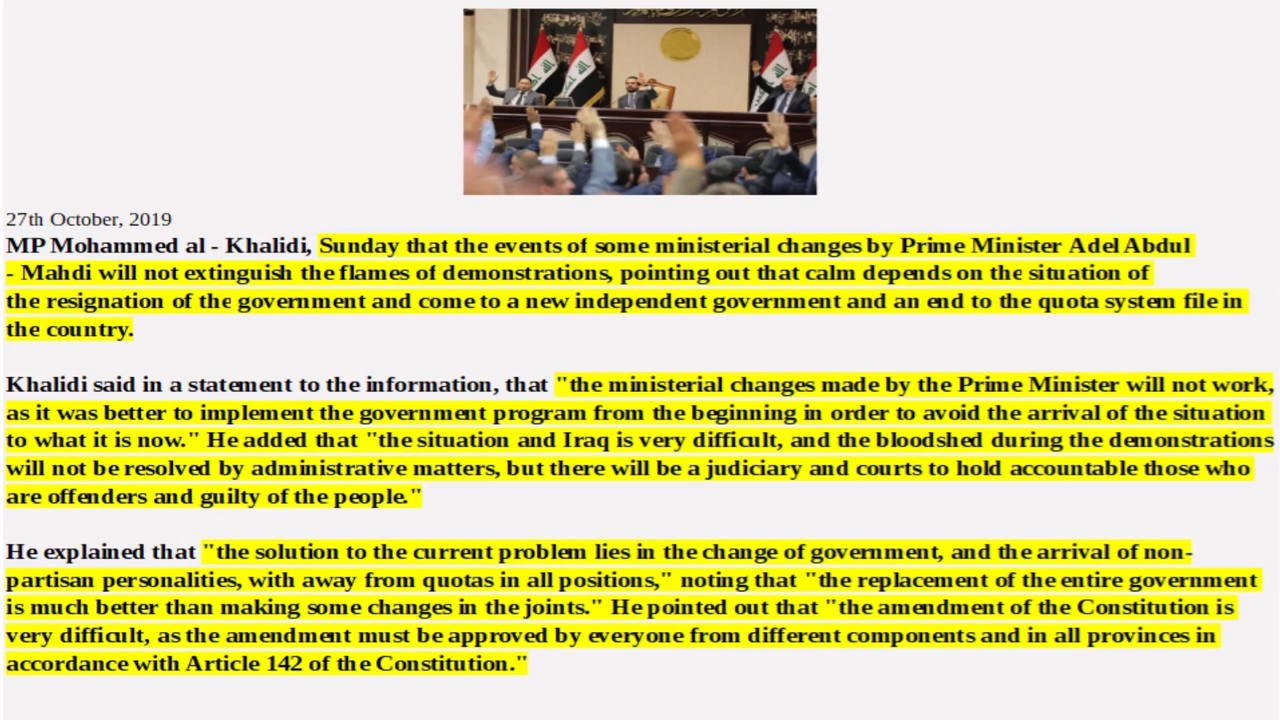 27th October, 2019
MP Mohammed al - Khalidi, Sunday that the events of some ministerial changes by Prime Minister Adel Abdul
- Mahdi will not extinguish the flames of demonstrations, pointing out that calm depends on the situation of
the resignation of the government and come to a new independent government and an end to the quota system file in
the country.
Khalidi said in a statement to the information, that "the ministerial changes made by the Prime Minister will not work,
as it was better to implement the government program from the beginning in order to avoid the arrival of the situation
to what it is now." He added that "the situation and Iraq is very difficult, and the bloodshed during the demonstrations
will not be resolved by administrative matters, but there will be a judiciary and courts to hold accountable those who
are offenders and guilty of the people."
He explained that "the solution to the current problem lies in the change of government, and the arrival of non-
partisan personalities, with away from quotas in all positions," noting that "the replacement of the entire government
is much better than making some changes in the joints." He pointed out that "the amendment of the Constitution is
very difficult, as the amendment must be approved by everyone from different components and in all provinces in
accordance with Article 142 of the Constitution."